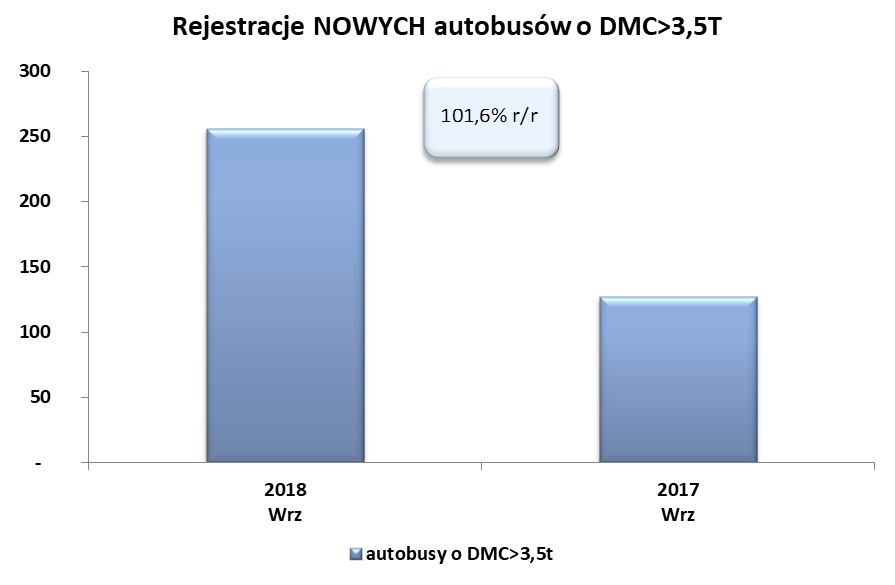 Rejestracje NOWYCH autobusów o DMC>3,5T
300
101,6% r/r
250
200
150
100
50
-
2018 2017
Wrz Wrz
autobusy o DMC>3,5t